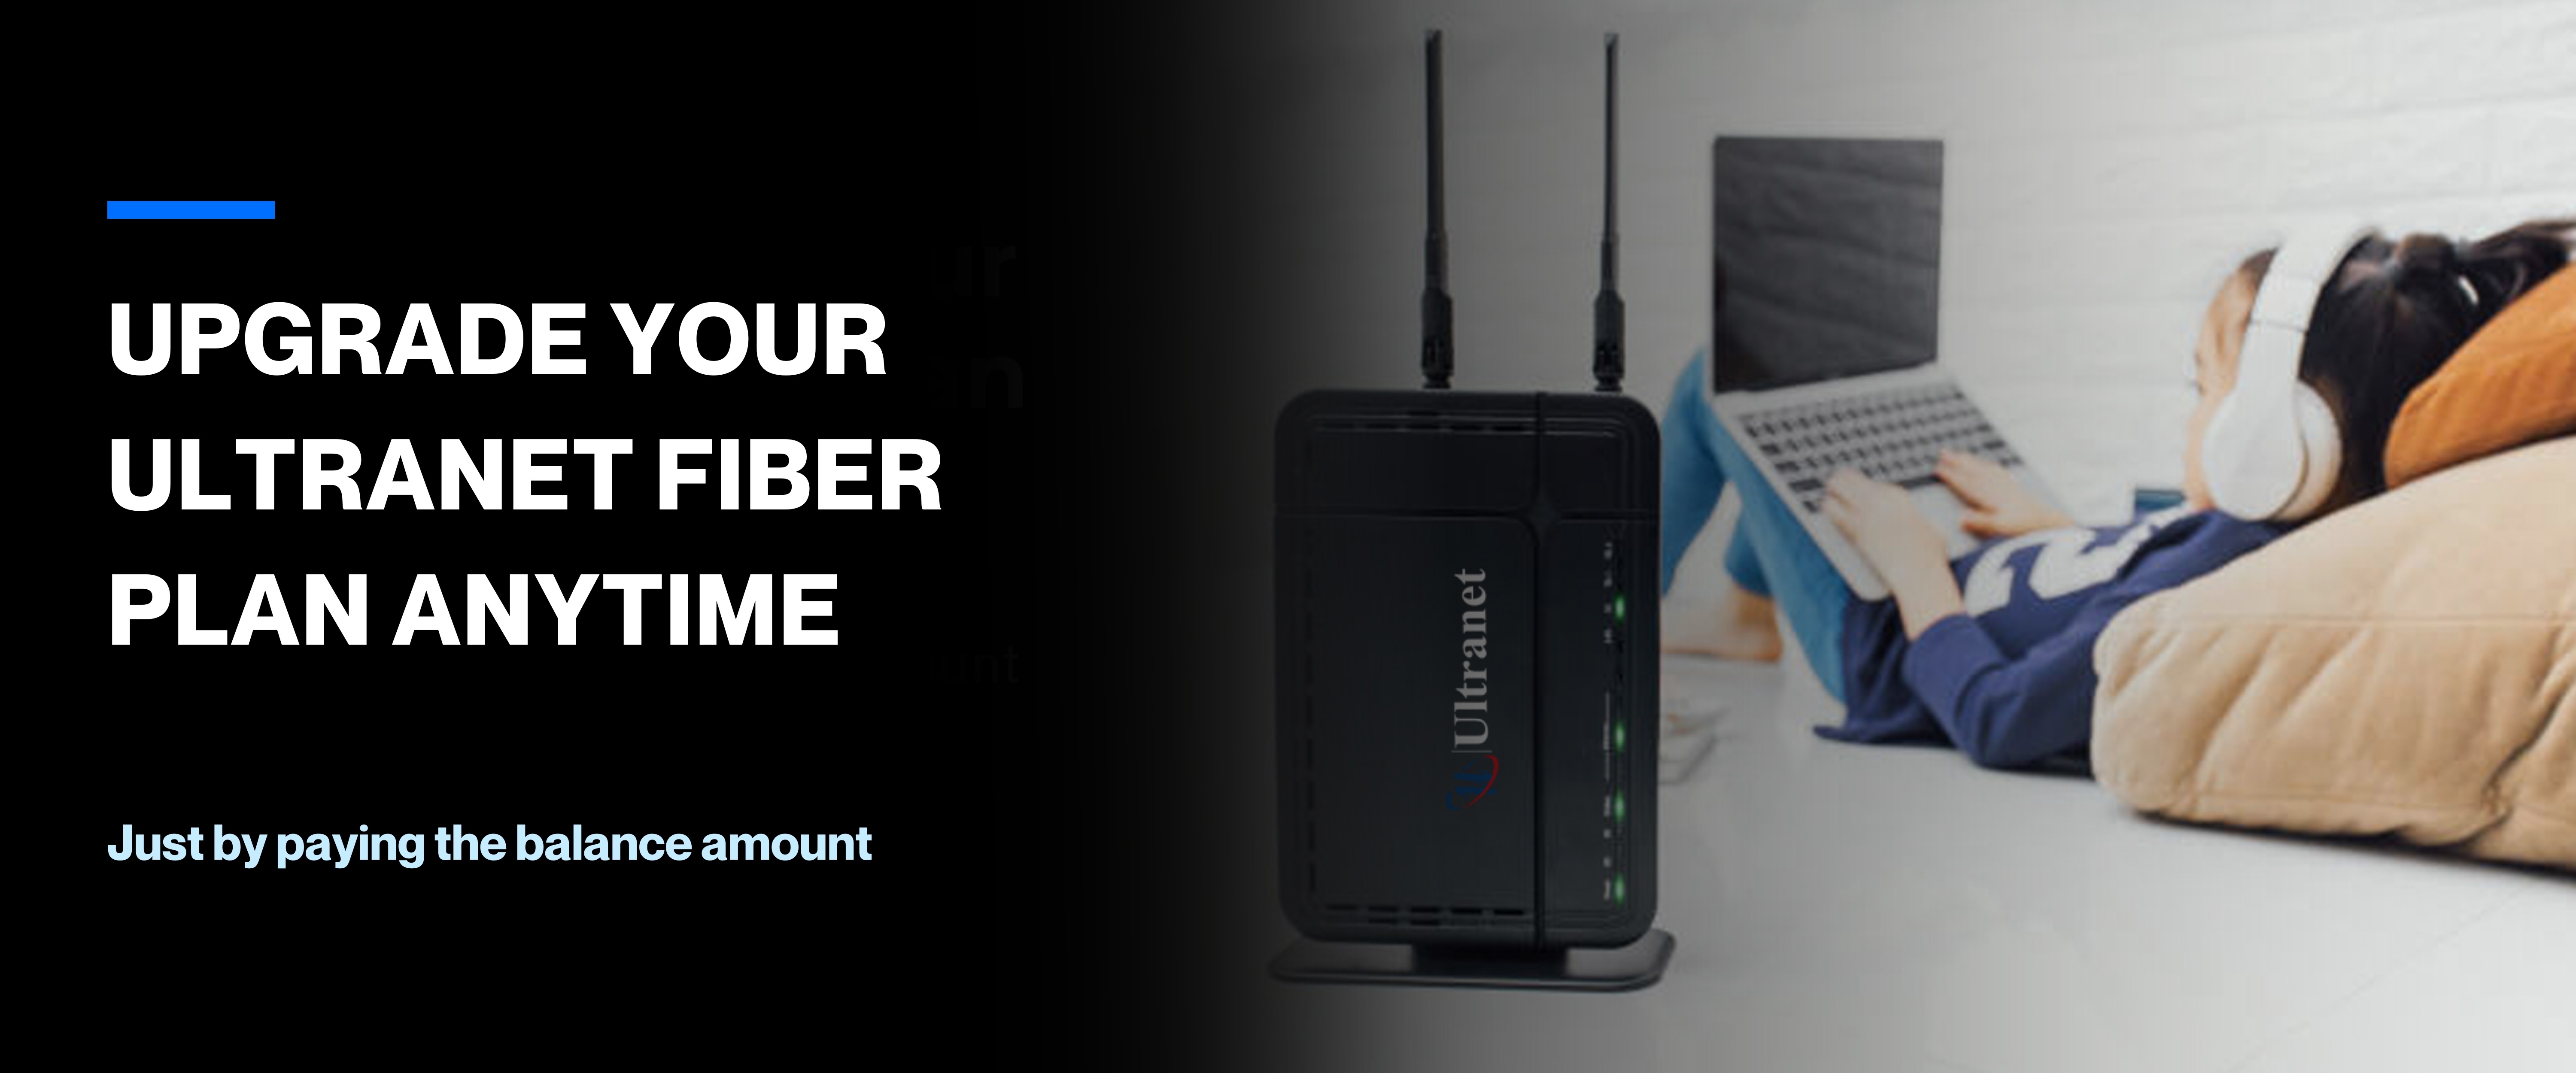 UPGRADE YOUR
ULTRANET FIBER
PLAN ANYTIME
Just by paying the balance amount
Ultranet